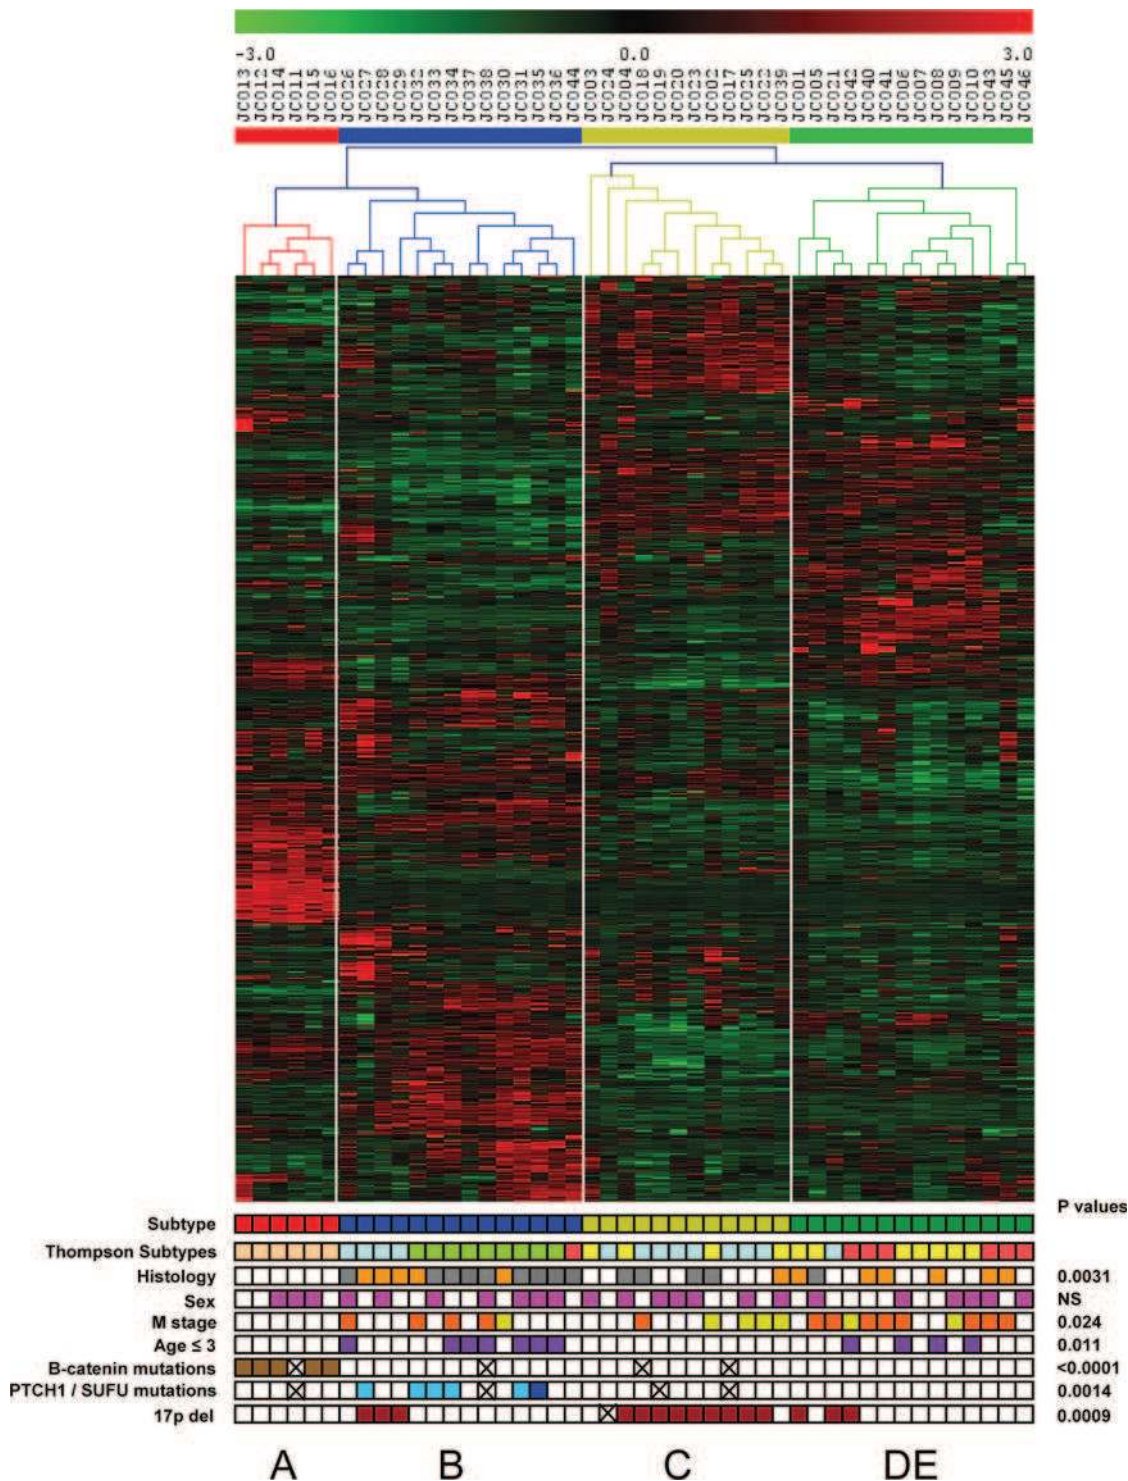 -3.0 0.0 3.0
JC013
JC012
JC014
JC011
JC015
JC016
JC026
JC027
JC028
JC029
JC032
JC033
JC034
JC037
JC038
JC030
JC031
JC035
JC036
JC044
JC003
JC024
JC004
JC018
JC019
JC020
JC023
JC002
JC017
JC025
JC022
JC039
JC001
JC005
JC021
JC042
JC040
JC041
JC006
JC007
JC008
JC009
JC010
JC043
JC045
JC046
P values
Subtype
Thompson Subtypes
Histology 0.0031
Sex NS
M stage 0.024
Age ≤ 3 0.011
B-catenin mutations <0.0001
PTCH1 / SUFU mutations 0.0014
17p del 0.0009
A B C DE